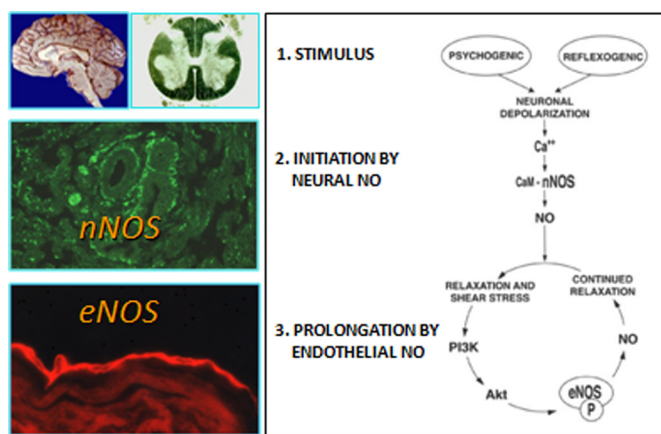 nNOS
eNOS
1. STIMULUS
PSYCHOGENIC
REFLEXOGENIC
NEURONAL
DEPOLARIZATION
Ca⁺⁺
2. INITIATION BY
NEURAL NO
CaM - nNOS
NO
RELAXATION AND
SHEAR STRESS
CONTINUED
RELAXATION
3. PROLONGATION BY
ENDOTHELIAL NO
PI3K
NO
Akt
eNOS
P